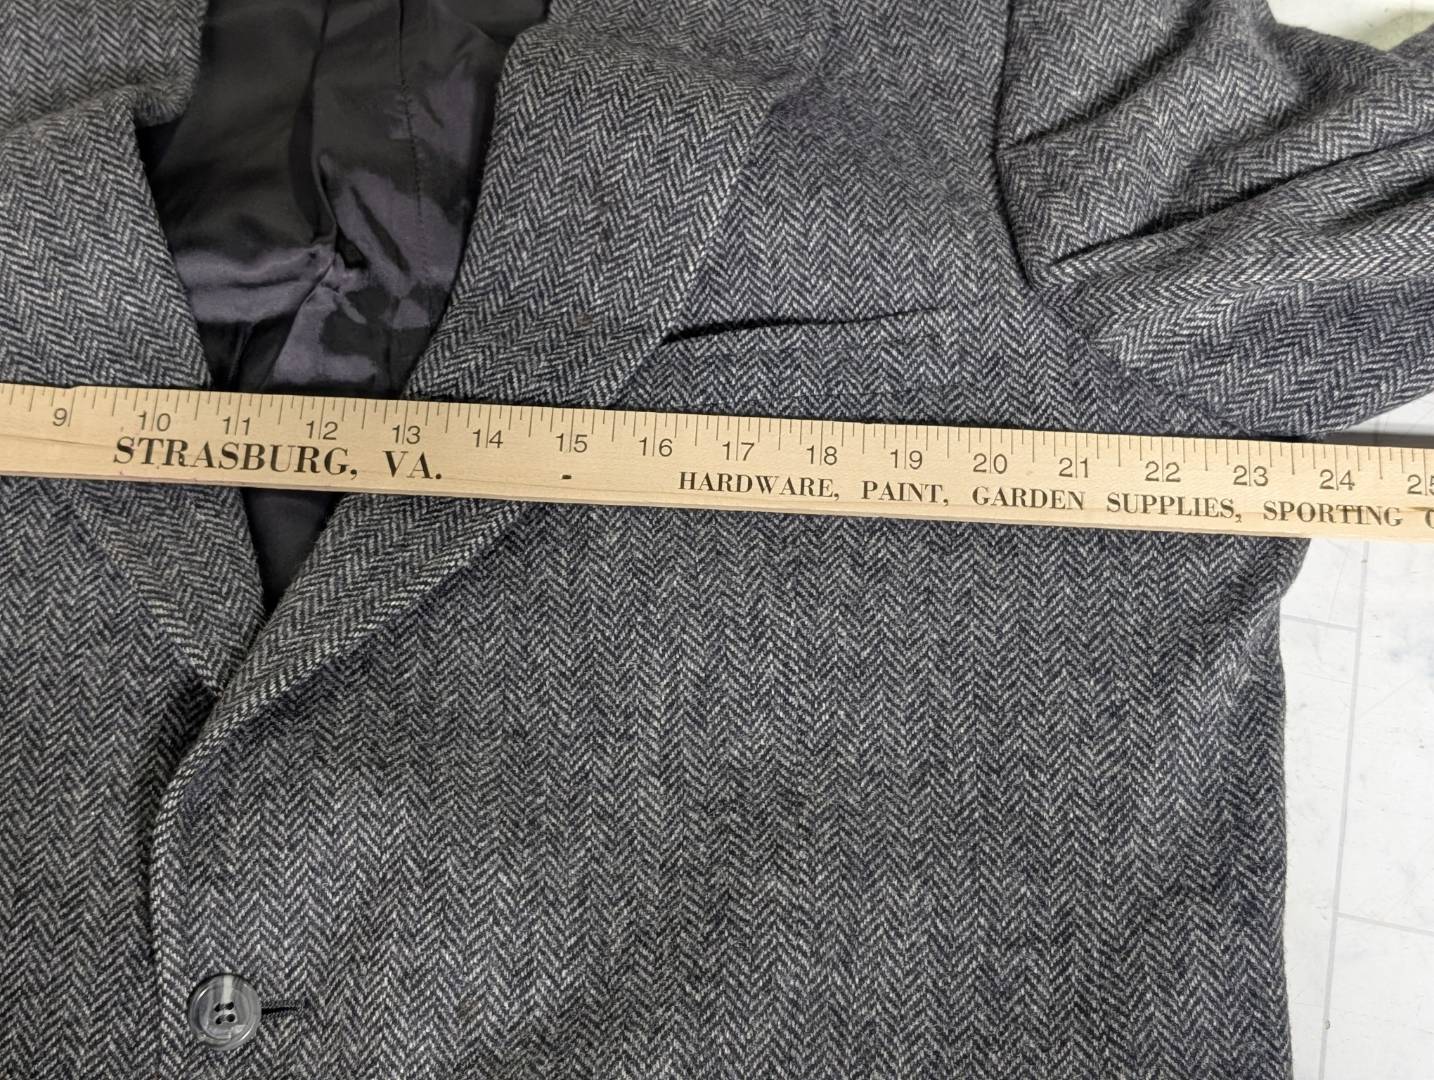 9 10 11 12 13 14 15 16 17 18 19 20 21 22 23 24 25
STRASBURG, VA. - HARDWARE, PAINT, GARDEN SUPPLIES, SPORTING